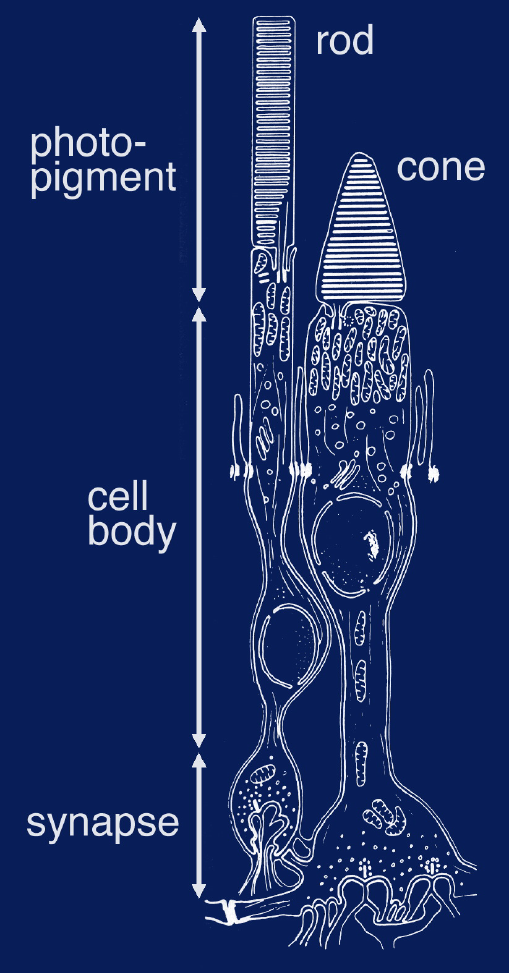 rod
photo-
pigment
cone
cell
body
synapse